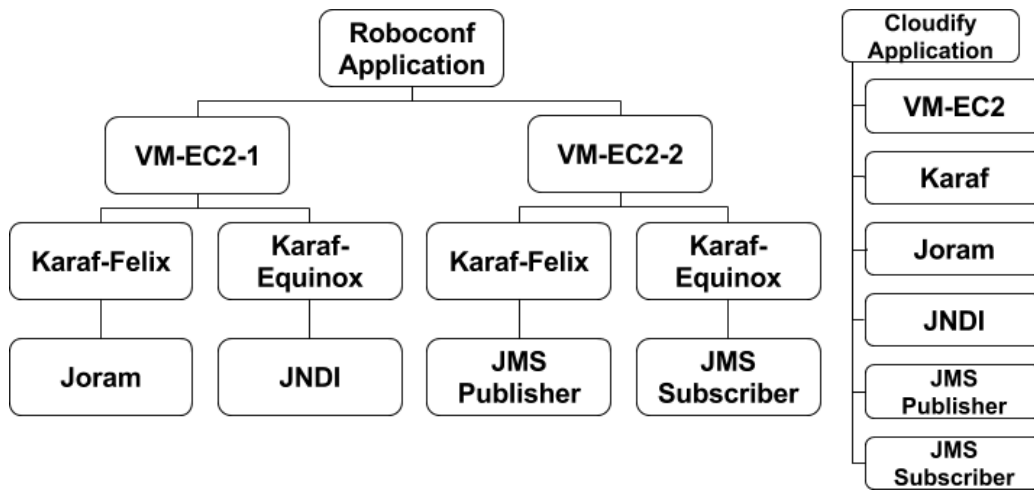 Roboconf
Application
VM-EC2-1
VM-EC2-2
Karaf-Felix
Karaf-
Equinox
Karaf-Felix
Karaf-
Equinox
Joram
JNDI
JMS
Publisher
JMS
Subscriber
Cloudify
Application
VM-EC2
Karaf
Joram
JNDI
JMS
Publisher
JMS
Subscriber